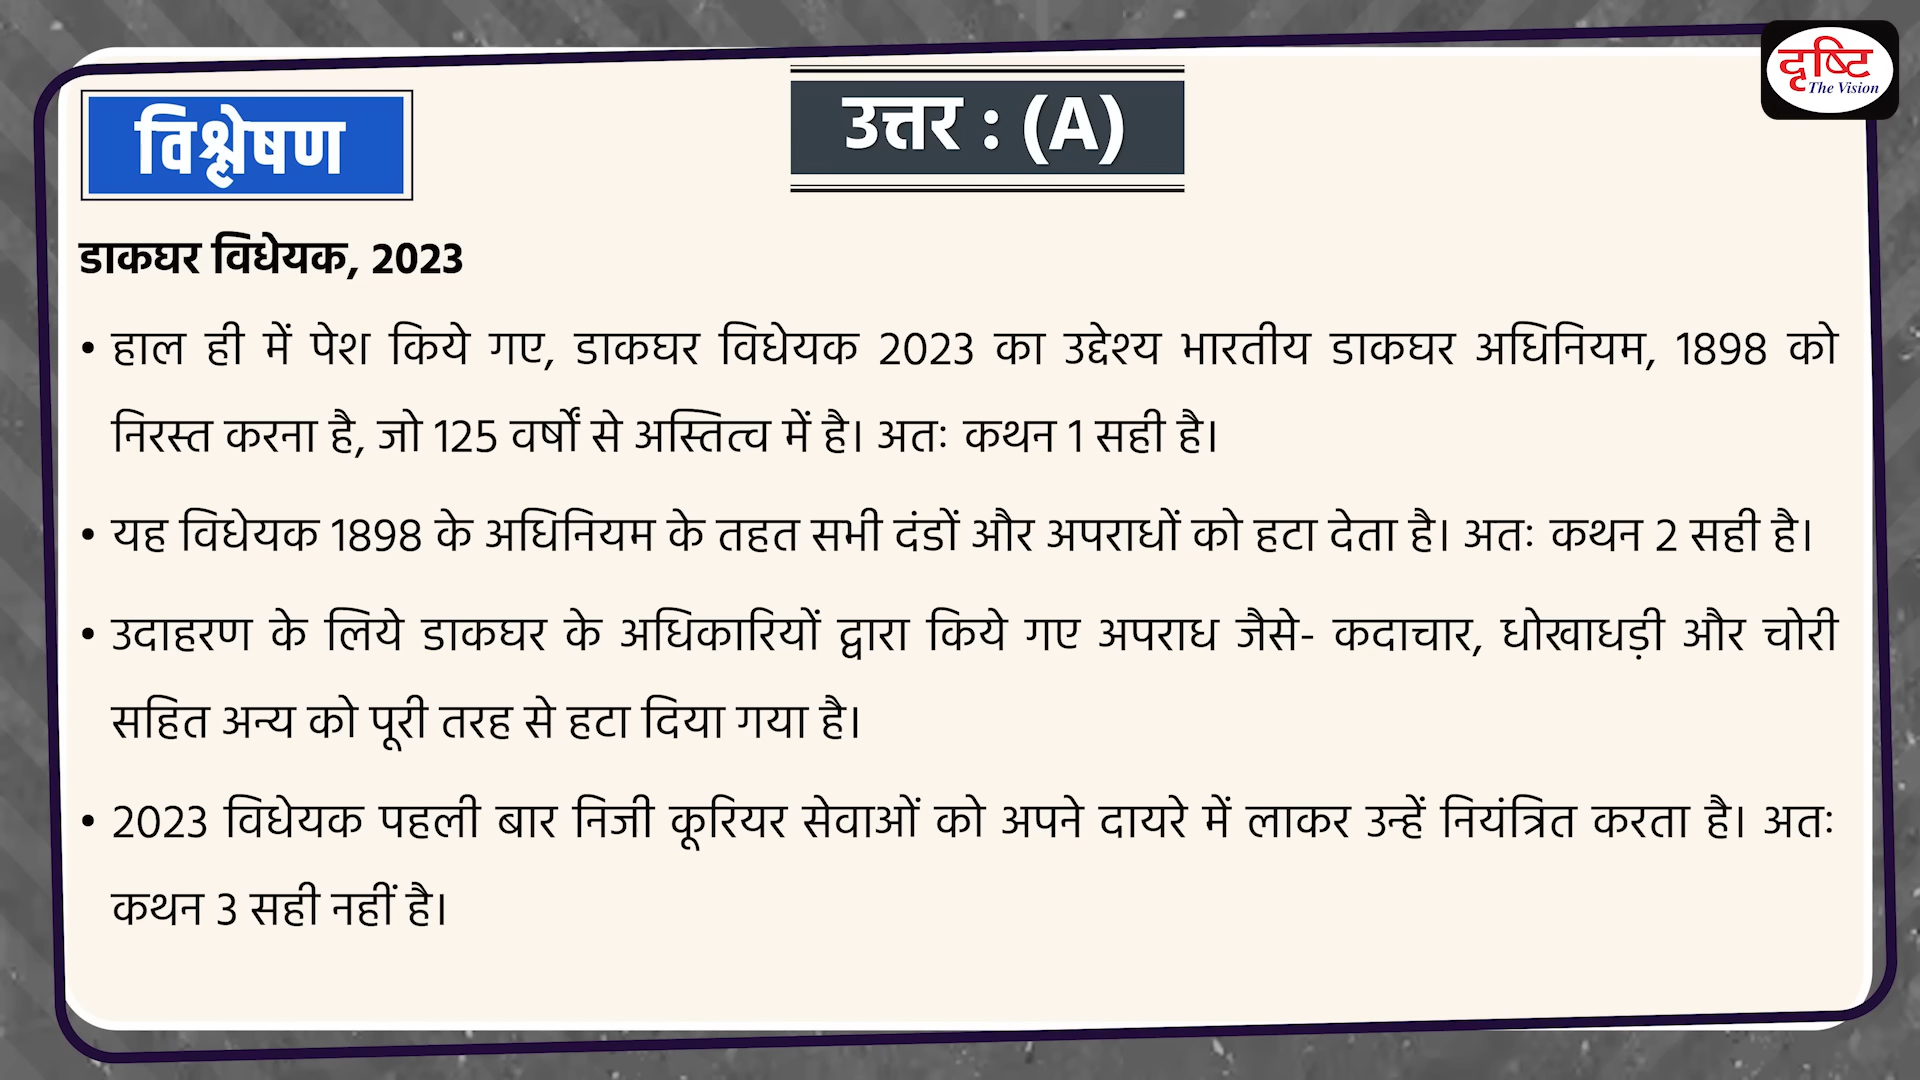 दृष्टि
The Vision
विश्लेषण
उत्तर : (A)
डाकघर विधेयक, 2023
• हाल ही में पेश किये गए, डाकघर विधेयक 2023 का उद्देश्य भारतीय डाकघर अधिनियम, 1898 को
निरस्त करना है, जो 125 वर्षों से अस्तित्व में है। अतः कथन 1 सही है।
• यह विधेयक 1898 के अधिनियम के तहत सभी दंडों और अपराधों को हटा देता है। अतः कथन 2 सही है।
• उदाहरण के लिये डाकघर के अधिकारियों द्वारा किये गए अपराध जैसे- कदाचार, धोखाधड़ी और चोरी
सहित अन्य को पूरी तरह से हटा दिया गया है।
• 2023 विधेयक पहली बार निजी कूरियर सेवाओं को अपने दायरे में लाकर उन्हें नियंत्रित करता है। अतः
कथन 3 सही नहीं है।